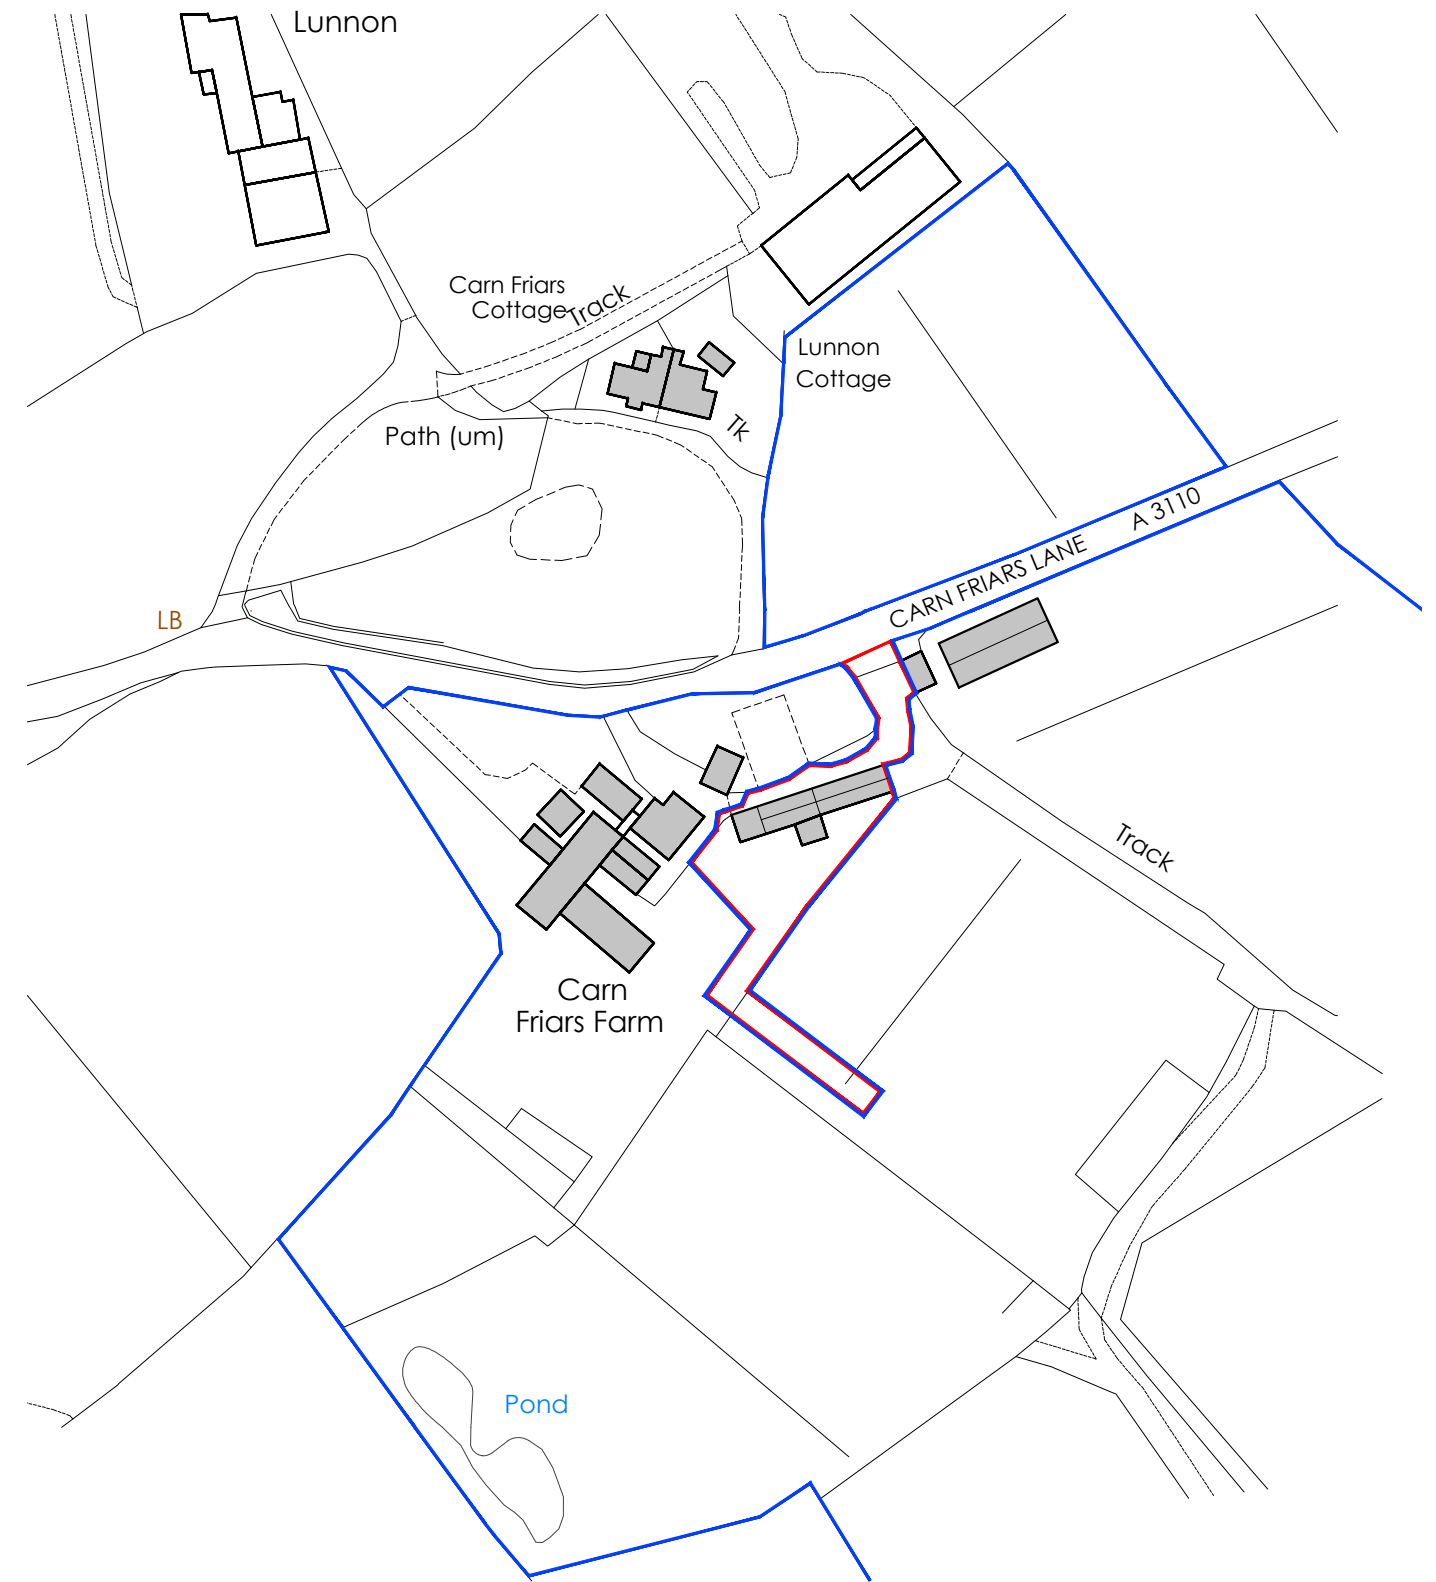 Lunnon
Carn Friars
Cottage
Track
Lunnon
Cottage
Tk
Path (um)
A 3110
CARN FRIARS LANE
LB
Track
Carn
Friars Farm
Pond